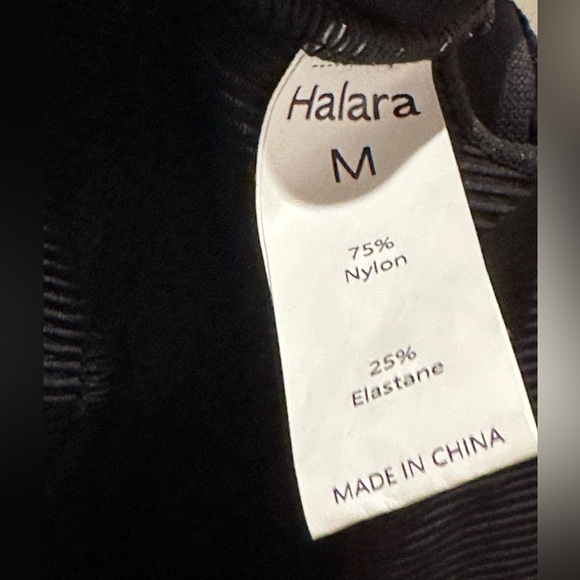 Halara
M
75%
Nylon
25%
Elastane
MADE IN CHINA